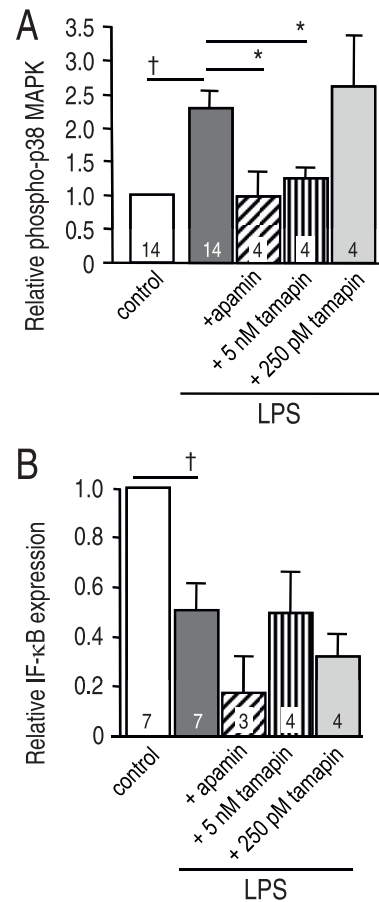 A
Relative phospho-p38 MAPK
3.5
3.0
2.5
2.0
1.5
1.0
0.5
0
†
*
*
14
14
4
4
4
control
+apamin
+ 5 nM tamapin
+ 250 pM tamapin
LPS
B
Relative IF-κB expression
1.0
0.8
0.6
0.4
0.2
0
†
7
7
3
4
4
control
+ apamin
+ 5 nM tamapin
+ 250 pM tamapin
LPS